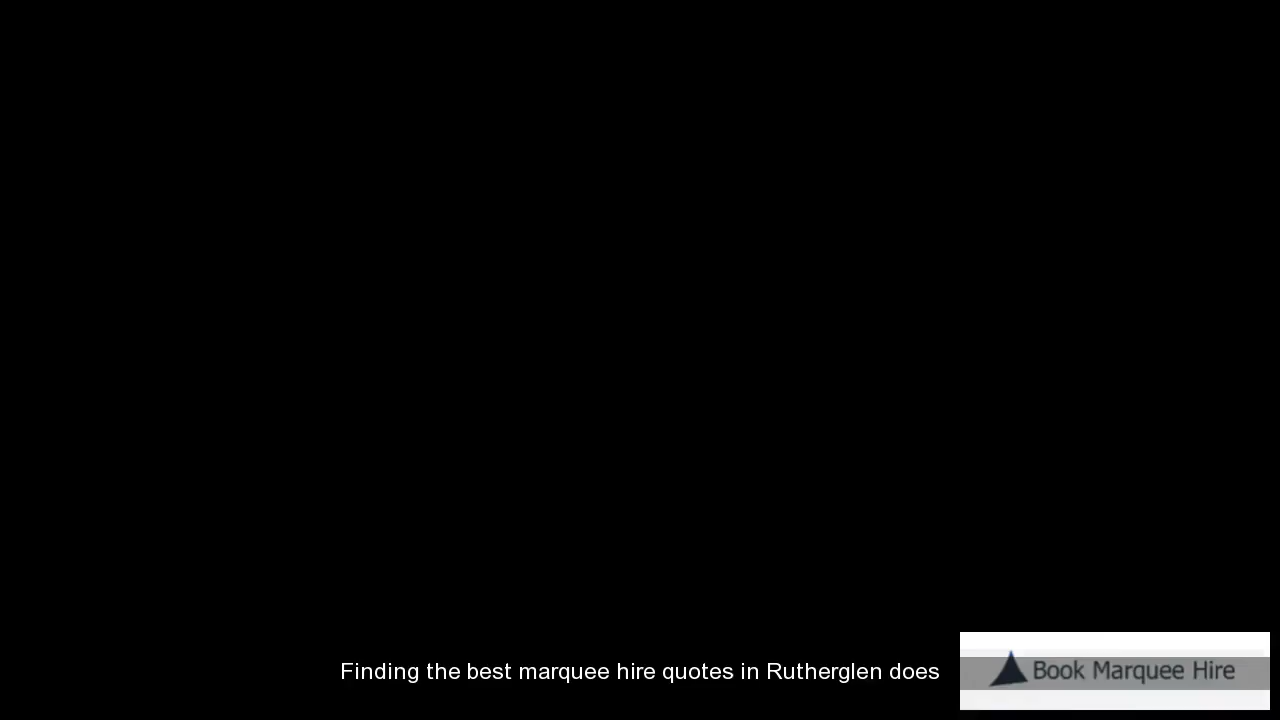 Finding the best marquee hire quotes in Rutherglen does
Book Marquee Hire